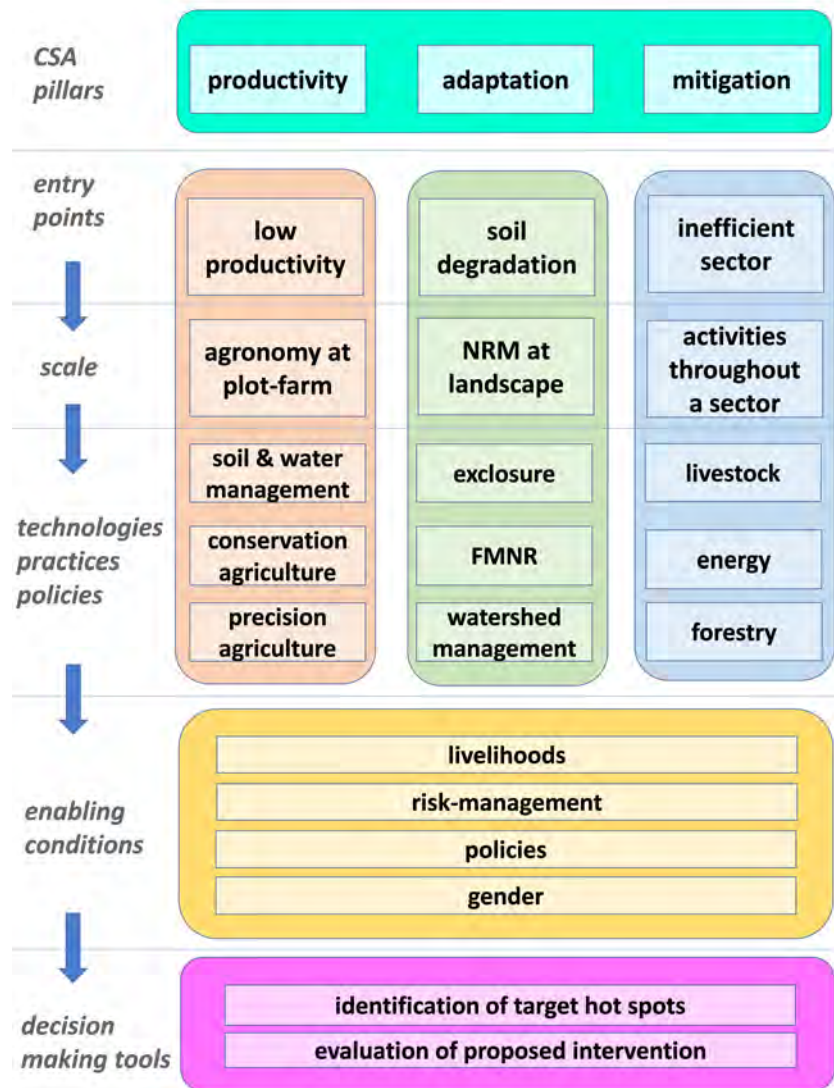 CSA
pillars
productivity
adaptation
mitigation
entry
points
low
productivity
soil
degradation
inefficient
sector
scale
agronomy at
plot-farm
NRM at
landscape
activities
throughout
a sector
technologies
practices
policies
soil & water
management
exclosure
livestock
conservation
agriculture
FMNR
energy
precision
agriculture
watershed
management
forestry
enabling
conditions
livelihoods
risk-management
policies
gender
decision
making tools
identification of target hot spots
evaluation of proposed intervention